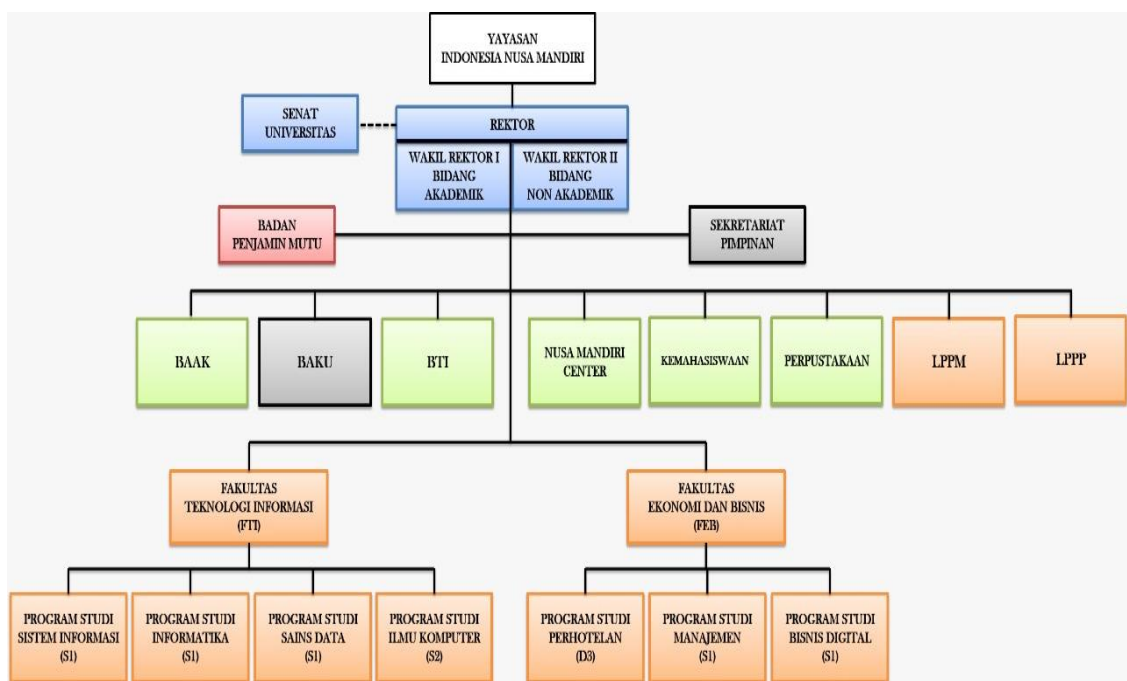 YAYASAN
INDONESIA NUSA MANDIRI
SENAT
UNIVERSITAS
REKTOR
WAKIL REKTOR I
BIDANG
AKADEMIK
WAKIL REKTOR II
BIDANG
NON AKADEMIK
BADAN
PENJAMIN MUTU
SEKRETARIAT
PIMPINAN
BAAK
BAKU
BTI
NUSA MANDIRI
CENTER
KEMAHASISWAAN
PERPUSTAKAAN
LPPM
LPPP
FAKULTAS
TEKNOLOGI INFORMASI
(FTI)
FAKULTAS
EKONOMI DAN BISNIS
(FEB)
PROGRAM STUDI
SISTEM INFORMASI
(S1)
PROGRAM STUDI
INFORMATIKA
(S1)
PROGRAM STUDI
SAINS DATA
(S1)
PROGRAM STUDI
ILMU KOMPUTER
(S2)
PROGRAM STUDI
PERHOTELAN
(D3)
PROGRAM STUDI
MANAJEMEN
(S1)
PROGRAM STUDI
BISNIS DIGITAL
(S1)